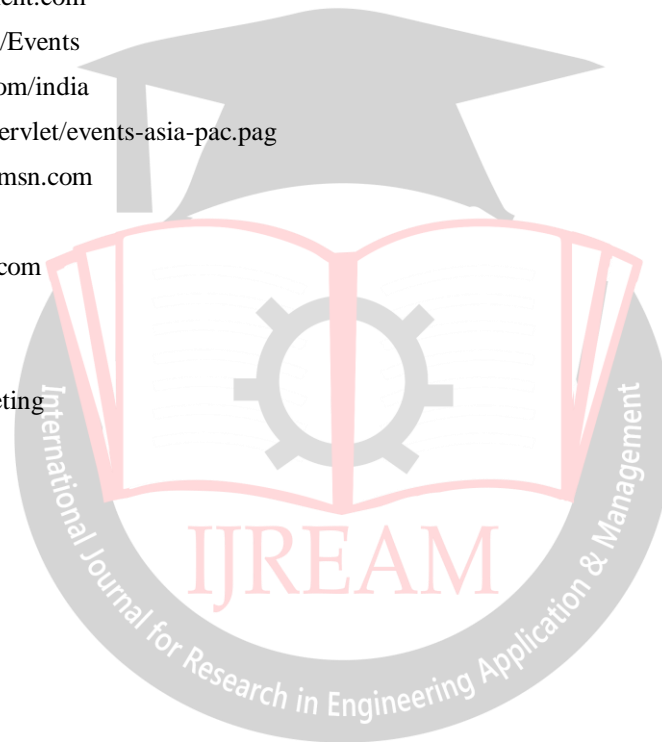 ent.com
/Events
om/india
ervlet/events-asia-pac.pag
msn.com
com
eting
IJREAM
International Journal for Research in Engineering Application & Management